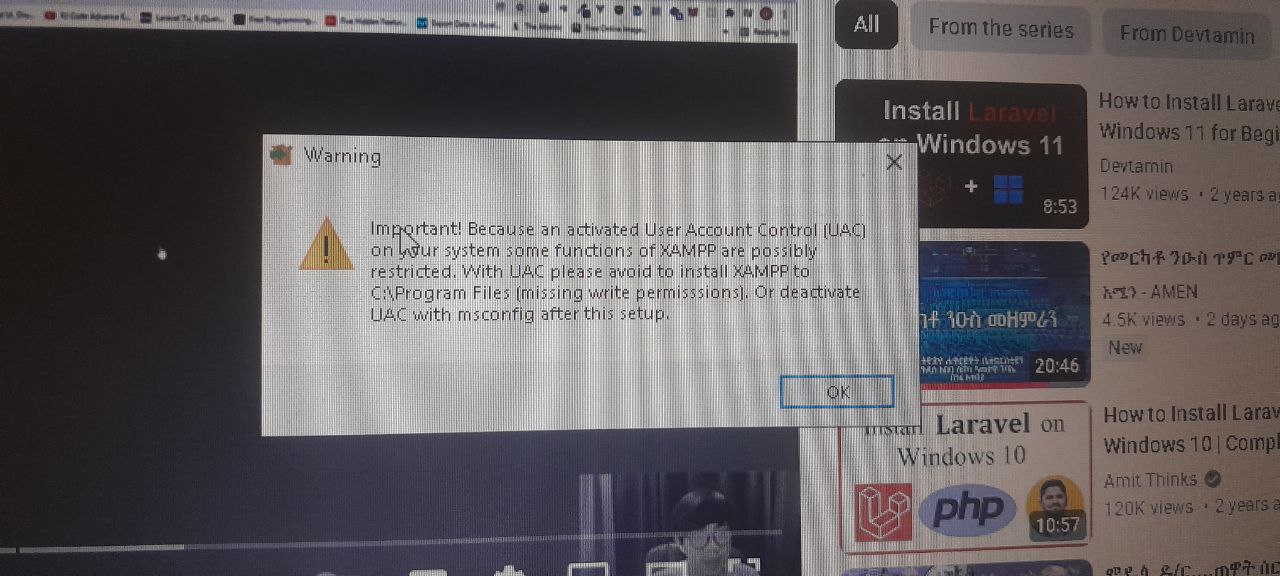 All
From the series
From Devtamin
Warning
Important! Because an activated User Account Control (UAC)
on your system some functions of XAMPP are possibly
restricted. With UAC please avoid to install XAMPP to
C:\Program Files (missing write permisssions). Or deactivate
UAC with msconfig after this setup.
OK
Install Laravel
on Windows 11
+
8:53
How to Install Larave
Windows 11 for Begi
Devtamin
124K views • 2 years a
20:46
የመርካቶ ንዑስ ጥምር
አሜን - AMEN
4.5K views • 2 days ag
New
Install Laravel on
Windows 10
php
10:57
How to Install Larav
Windows 10 | Compl
Amit Thinks
120K views • 2 years a